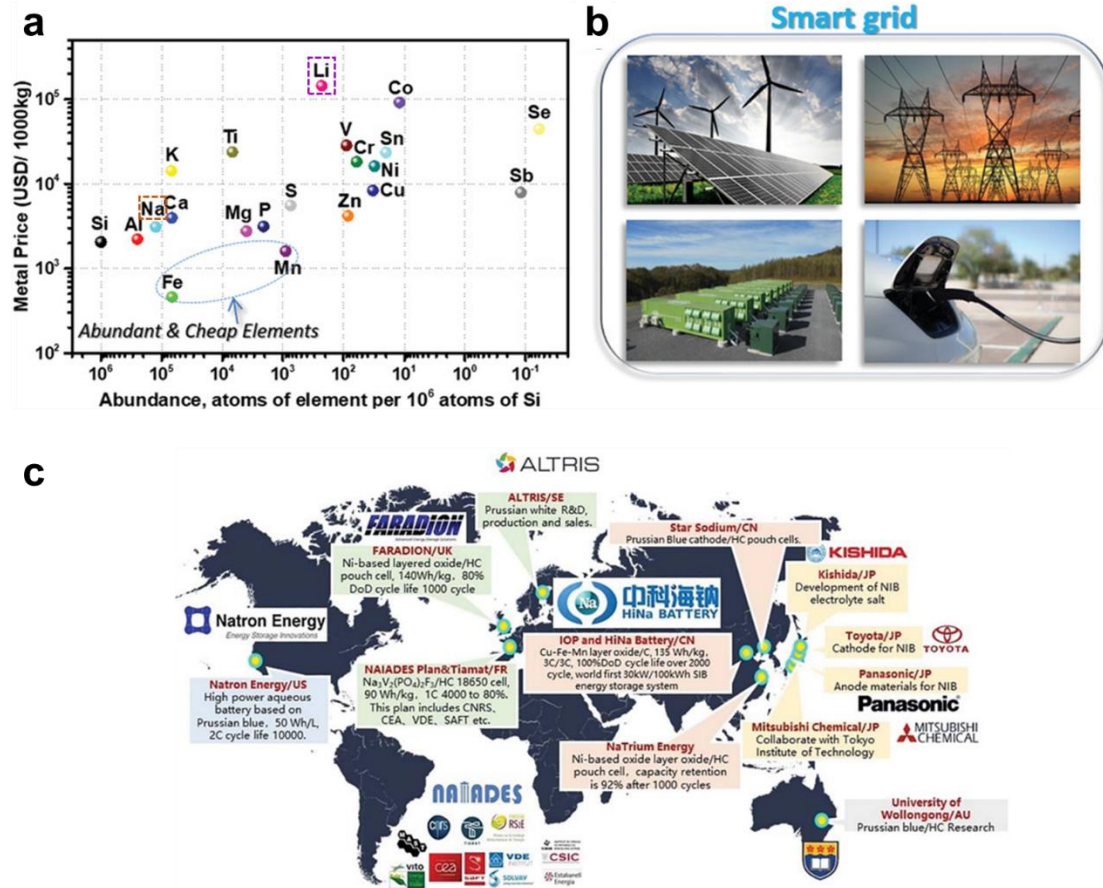 a
b
Smart grid
Metal Price (USD/ 1000kg)
10⁵
10⁴
10³
10²
Li
Co
Se
Ti
V
Sn
K
Cr
Ni
Na
Ca
S
Cu
Sb
Si
Al
Mg
P
Zn
Mn
Fe
Abundant & Cheap Elements
10⁶
10⁵
10⁴
10³
10²
10¹
10⁰
10⁻¹
Abundance, atoms of element per 10⁶ atoms of Si
c
ALTRIS
ALTRIS/SE
Prussian white R&D,
production and sales.
FARADION
FARADION/UK
Ni-based layered oxide/HC
pouch cell, 140Wh/kg, 80%
DoD cycle life 1000 cycle
Star Sodium/CN
Prussian Blue cathode/HC pouch cells.
KISHIDA
Kishida/JP
Development of NIB
electrolyte salt
Na
中科海钠
HiNa BATTERY
Natron Energy
Energy Storage Innovations
IOP and HiNa Battery/CN
Cu-Fe-Mn layer oxide/C, 135 Wh/kg,
3C/3C, 100%DoD cycle life over 2000
cycle, world first 30kW/100kWh SIB
energy storage system
Toyota/JP
Cathode for NIB
TOYOTA
NAIADES Plan&Tiamat/FR
Na₃V₂(PO₄)₂F₃/HC 18650 cell,
90 Wh/kg, 1C 4000 to 80%.
This plan includes CNRS、
CEA、VDE、SAFT etc.
Natron Energy/US
High power aqueous
battery based on
Prussian blue, 50 Wh/L,
2C cycle life 10000.
Panasonic/JP
Anode materials for NIB
Panasonic
Mitsubishi Chemical/JP
Collaborate with Tokyo
Institute of Technology
MITSUBISHI
CHEMICAL
NaTrium Energy
Ni-based oxide layer oxide/HC
pouch cell, capacity retention
is 92% after 1000 cycles
NAIADES
University of
Wollongong/AU
Prussian blue/HC Research
CNRS
RS2E
MAST
vito
cea
SAFT
VDE
INSTITUT
CSIC
SOLVAY
Estabanell
Energia